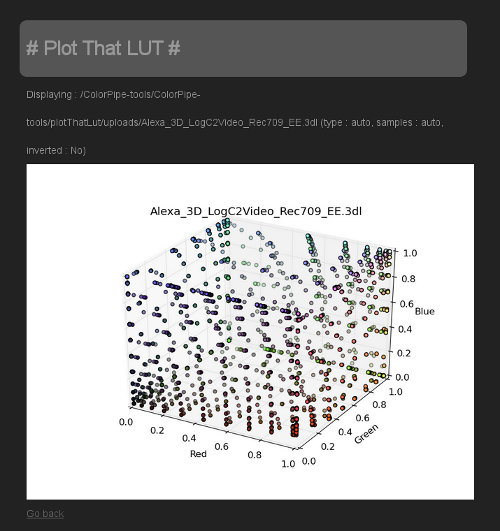 # Plot That LUT #
Displaying : /ColorPipe-tools/ColorPipe-
tools/plotThatLut/uploads/Alexa_3D_LogC2Video_Rec709_EE.3dl (type : auto, samples : auto,
inverted : No)
Alexa_3D_LogC2Video_Rec709_EE.3dl
1.0
0.8
0.6
Blue
0.4
0.2
0.0
1.0
0.8
0.6
0.4
Green
0.2
0.0
0.0
0.2
0.4
0.6
0.8
1.0
Red
Go back